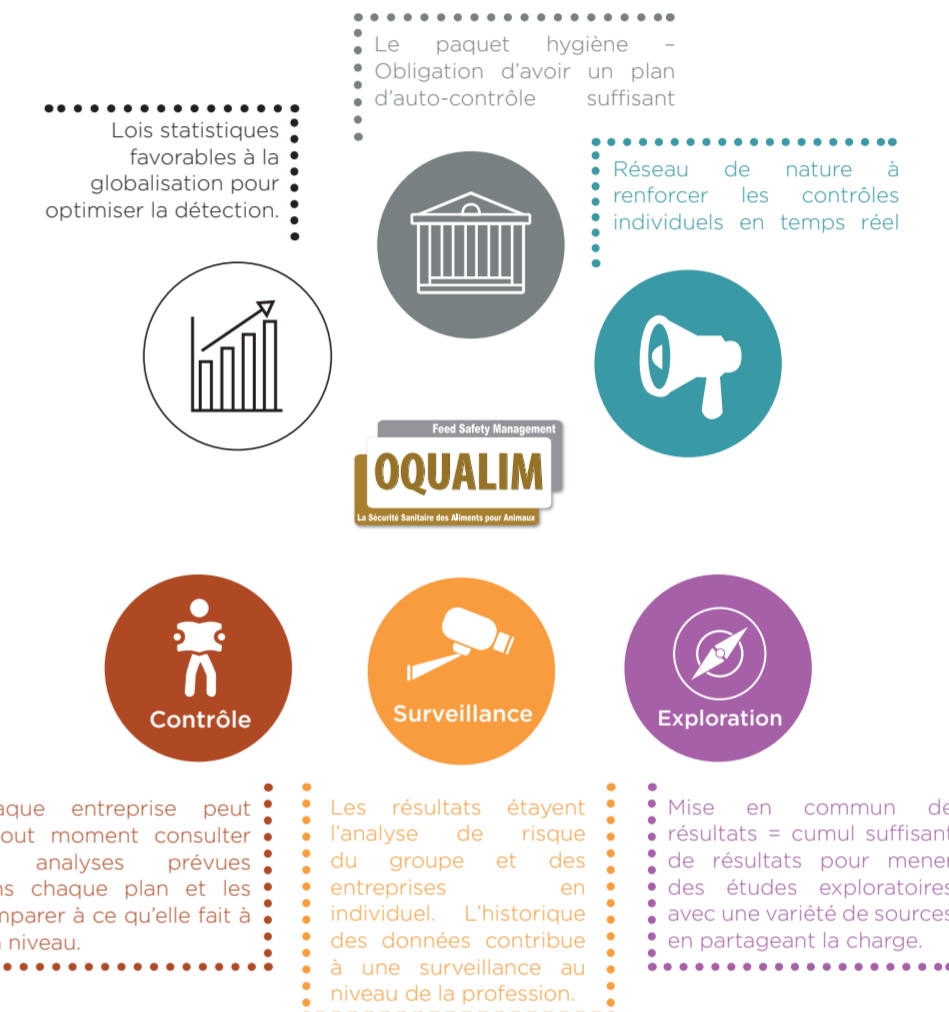 Le paquet hygiène –
Obligation d'avoir un plan
d'auto-contrôle suffisant
Lois statistiques
favorables à la
globalisation pour
optimiser la détection.
Réseau de nature à
renforcer les contrôles
individuels en temps réel
Feed Safety Management
OQUALIM
La Sécurité Sanitaire des Aliments pour Animaux
Contrôle
Surveillance
Exploration
entreprise peut
moment consulter
analyses prévues
chaque plan et les
à ce qu'elle fait à
niveau.
Les résultats étayent
l'analyse de risque
du groupe et des
entreprises en
individuel. L'historique
des données contribue
à une surveillance au
niveau de la profession.
Mise en commun de
résultats = cumul suffisant
de résultats pour mener
des études exploratoires
avec une variété de sources
en partageant la charge.